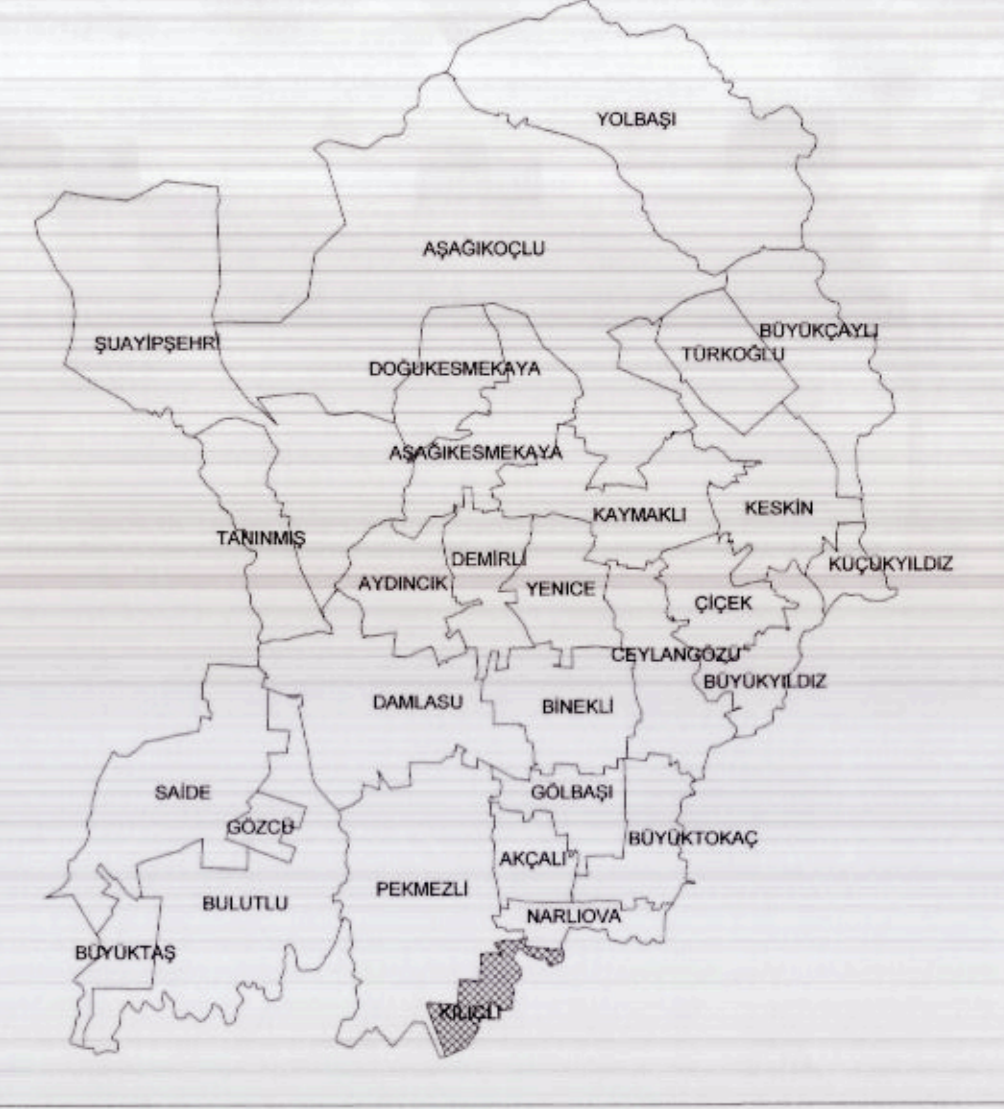 YOLBAŞI
AŞAĞIKOÇLU
BÜYÜKÇAYLI
ŞUAYİPŞEHRİ
TÜRKOĞLU
DOĞUKESMEKAYA
AŞAĞIKESMEKAYA
KESKİN
KAYMAKLI
TANINMIŞ
DEMİRLİ
KÜÇÜKYILDIZ
AYDINCIK
YENİCE
ÇİÇEK
CEYLANGÖZÜ
BÜYÜKYILDIZ
DAMLASU
BİNEKLİ
SAİDE
GÖLBAŞI
GÖZCÜ
BÜYÜKTOKAÇ
AKÇALI
PEKMEZLİ
BULUTLU
NARLIOVA
BÜYÜKTAŞ
KILIÇLI